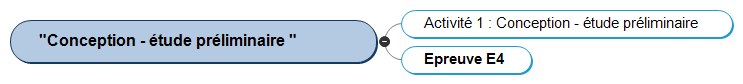 "Conception - étude préliminaire "
Activité 1 : Conception - étude préliminaire
Epreuve E4